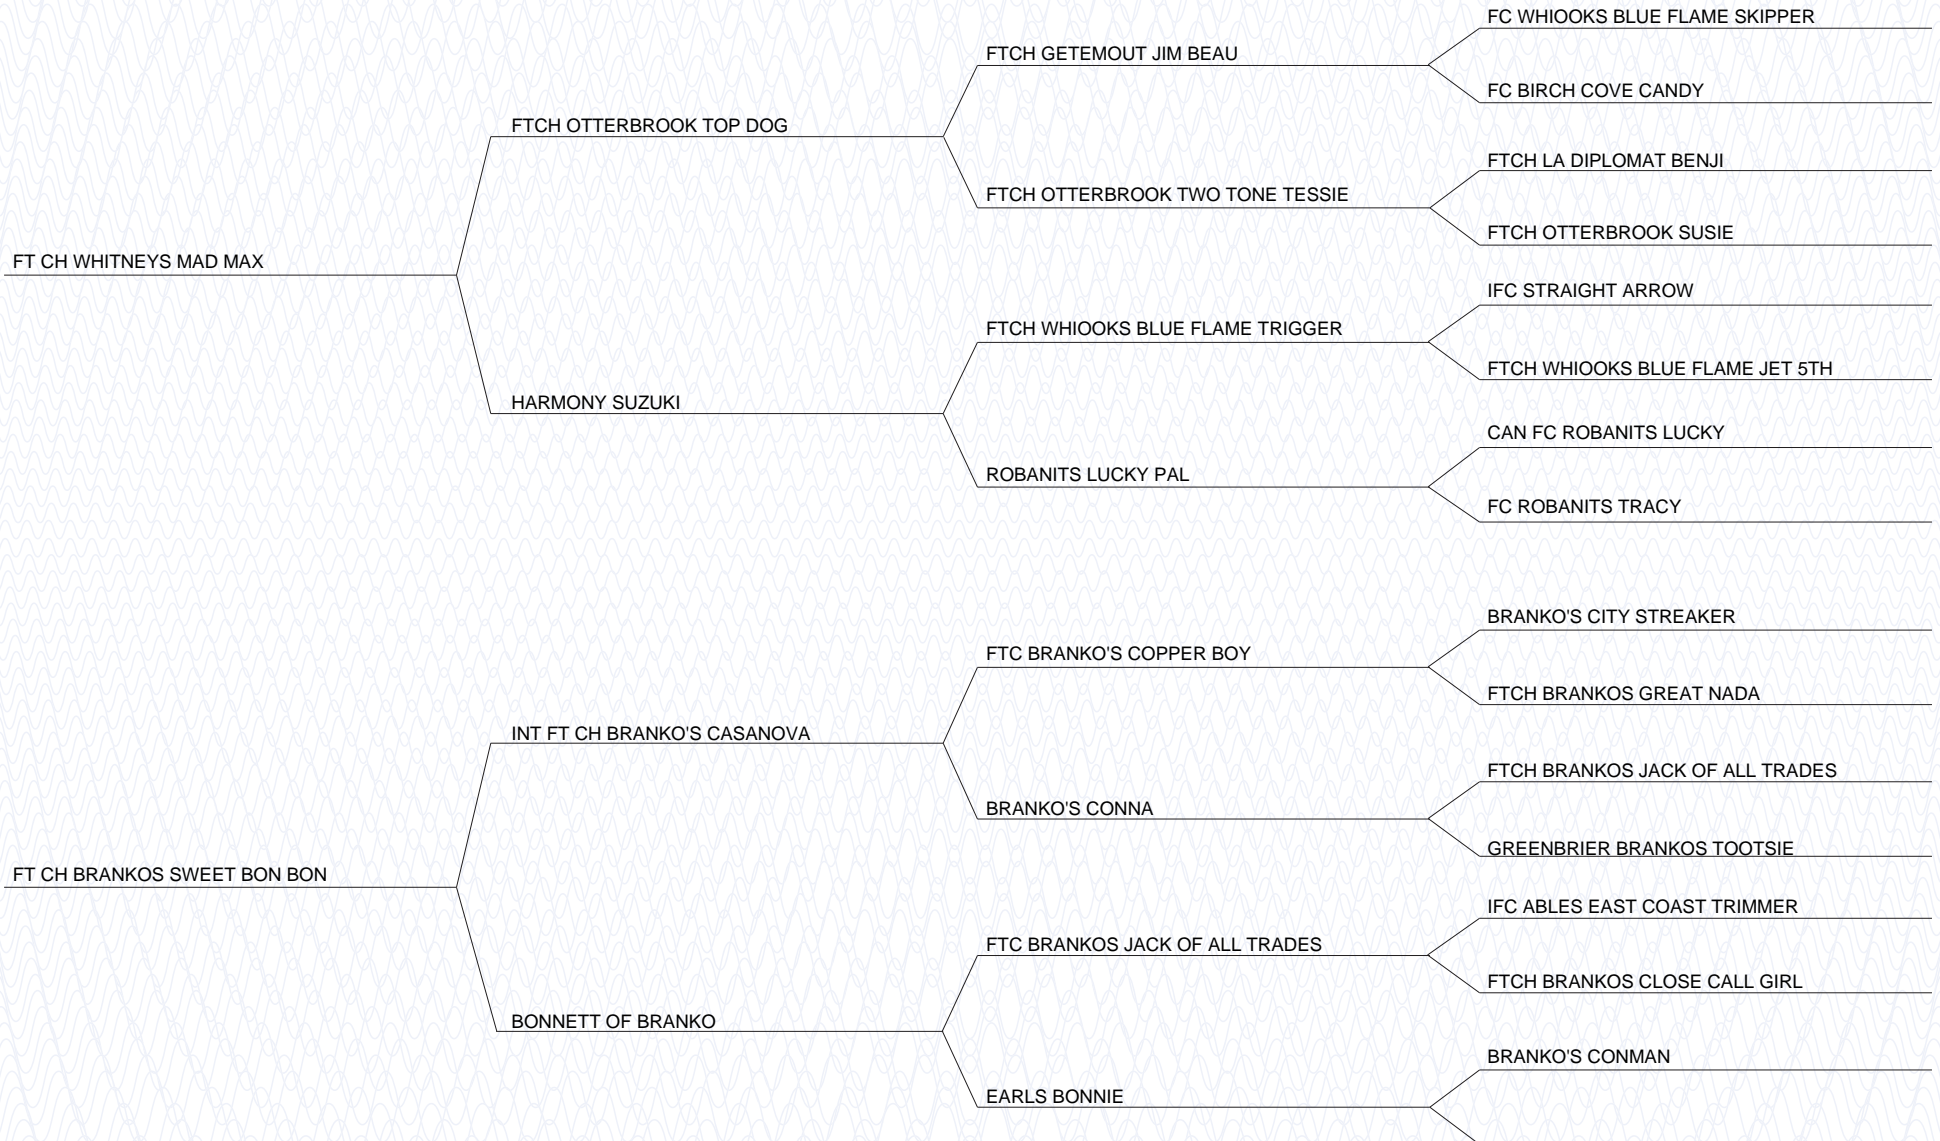 FC WHIOOKS BLUE FLAME SKIPPER
FTCH GETEMOUT JIM BEAU
FC BIRCH COVE CANDY
FTCH OTTERBROOK TOP DOG
FTCH LA DIPLOMAT BENJI
FTCH OTTERBROOK TWO TONE TESSIE
FTCH OTTERBROOK SUSIE
FT CH WHITNEYS MAD MAX
IFC STRAIGHT ARROW
FTCH WHIOOKS BLUE FLAME TRIGGER
FTCH WHIOOKS BLUE FLAME JET 5TH
HARMONY SUZUKI
CAN FC ROBANITS LUCKY
ROBANITS LUCKY PAL
FC ROBANITS TRACY
BRANKO'S CITY STREAKER
FTC BRANKO'S COPPER BOY
FTCH BRANKOS GREAT NADA
INT FT CH BRANKO'S CASANOVA
FTCH BRANKOS JACK OF ALL TRADES
BRANKO'S CONNA
GREENBRIER BRANKOS TOOTSIE
FT CH BRANKOS SWEET BON BON
IFC ABLES EAST COAST TRIMMER
FTC BRANKOS JACK OF ALL TRADES
FTCH BRANKOS CLOSE CALL GIRL
BONNETT OF BRANKO
BRANKO'S CONMAN
EARLS BONNIE